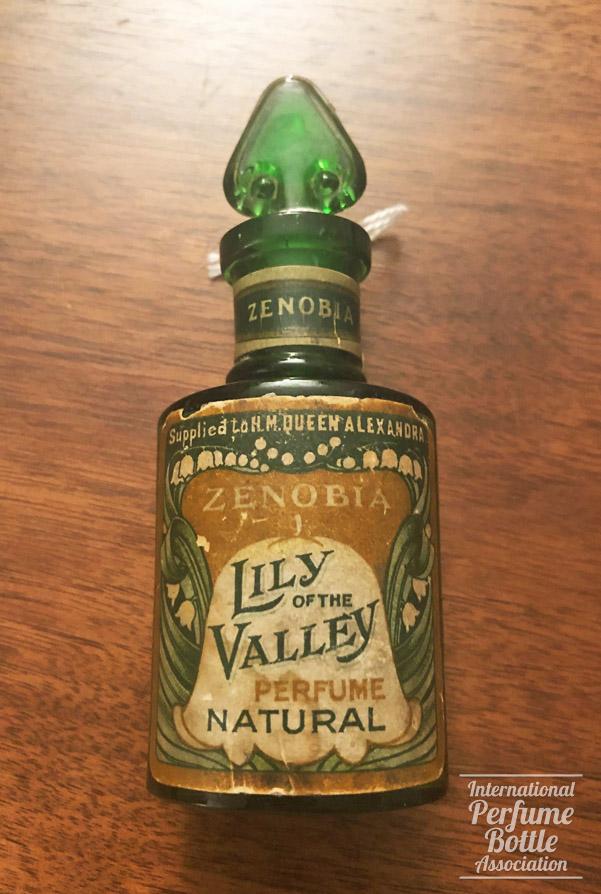 ZENOBIA
Supplied to H.M. QUEEN ALEXANDRA
ZENOBIA
LILY
OF THE
VALLEY
PERFUME
NATURAL
International
Perfume
Bottle
Association